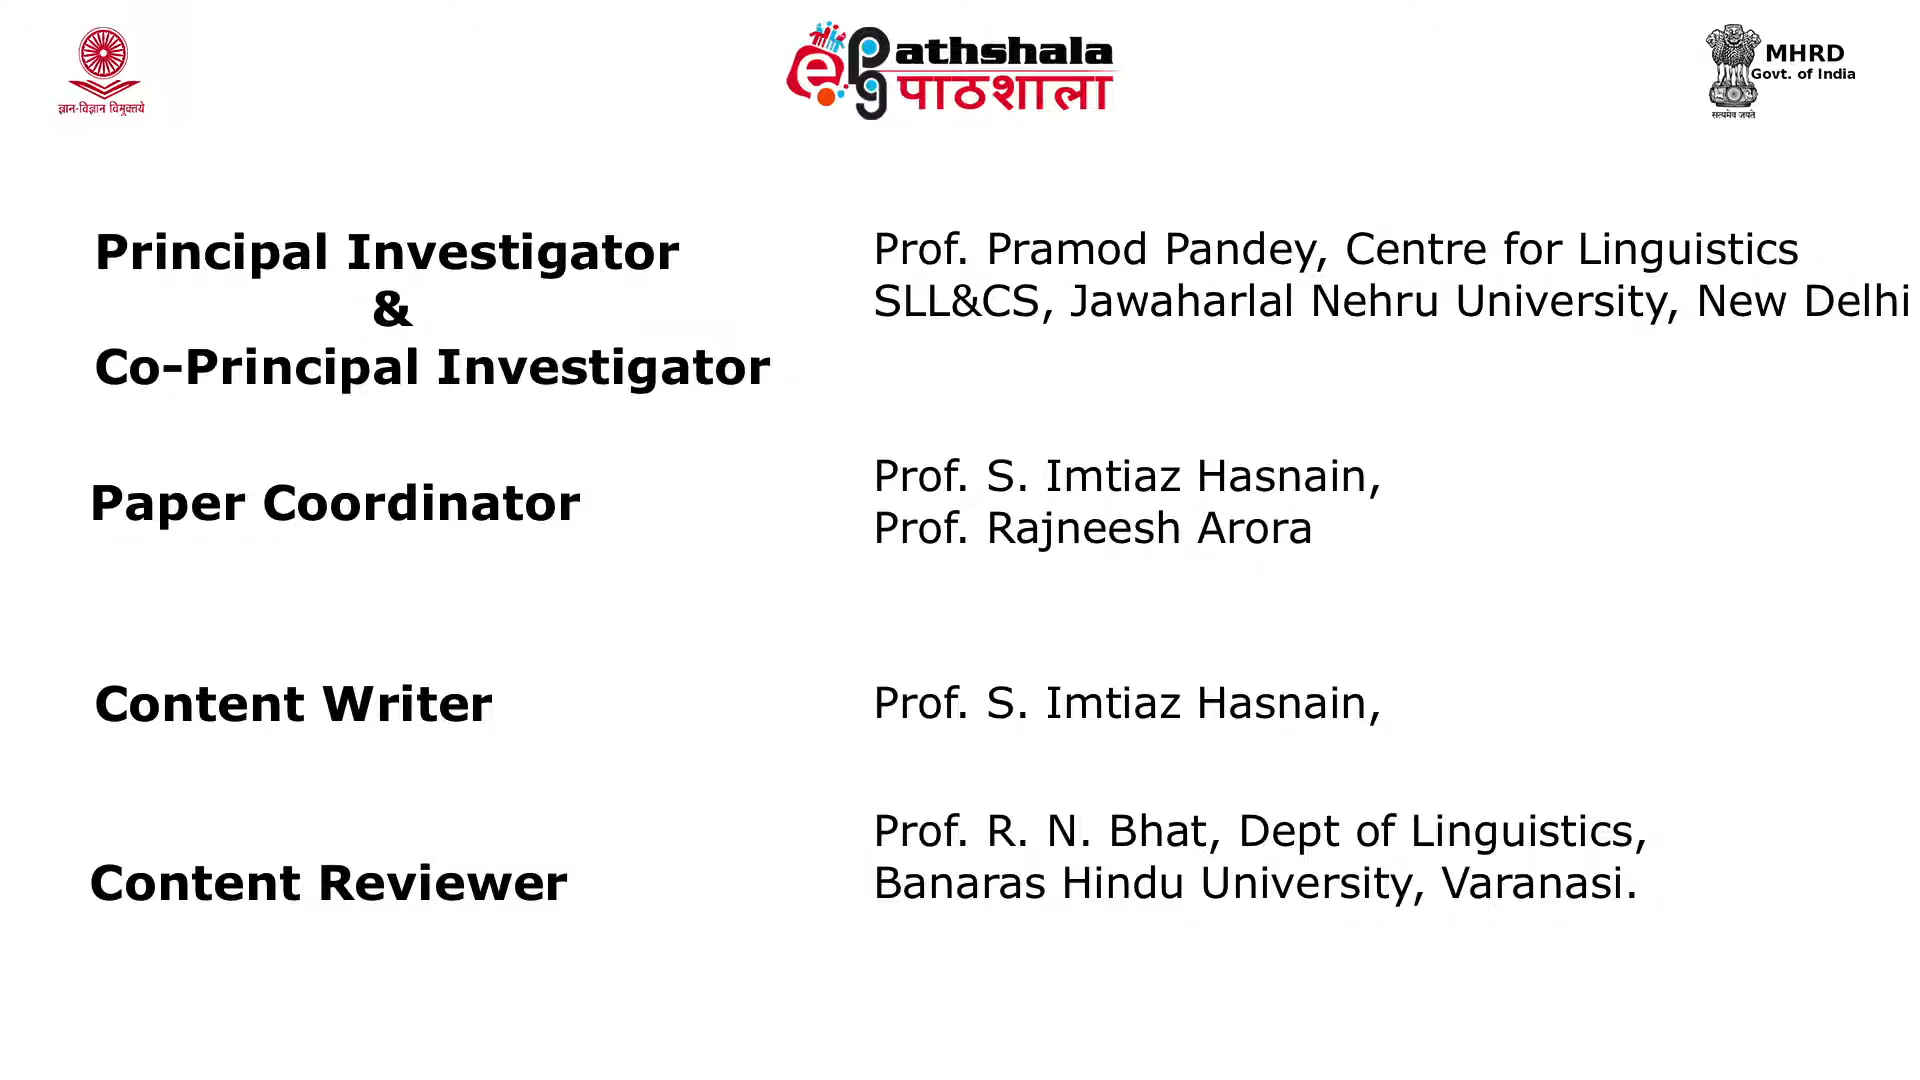 ज्ञान-विज्ञान विमुक्तये
e pg Pathshala
पाठशाला
MHRD
Govt. of India
सत्यमेव जयते
Principal Investigator
&
Co-Principal Investigator
Prof. Pramod Pandey, Centre for Linguistics
SLL&CS, Jawaharlal Nehru University, New Delhi
Paper Coordinator
Prof. S. Imtiaz Hasnain,
Prof. Rajneesh Arora
Content Writer
Prof. S. Imtiaz Hasnain,
Content Reviewer
Prof. R. N. Bhat, Dept of Linguistics,
Banaras Hindu University, Varanasi.